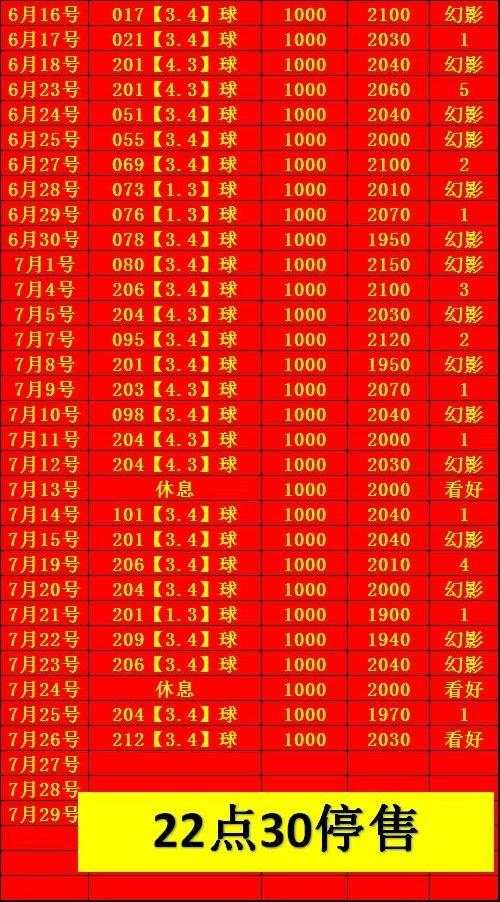 6月16号 017【3.4】球 1000 2100 幻影
6月17号 021【3.4】球 1000 2030 1
6月18号 201【4.3】球 1000 2040 幻影
6月23号 201【4.3】球 1000 2060 5
6月24号 051【3.4】球 1000 2040 幻影
6月25号 055【3.4】球 1000 2000 幻影
6月27号 069【3.4】球 1000 2100 2
6月28号 073【1.3】球 1000 2010 幻影
6月29号 076【1.3】球 1000 2070 1
6月30号 078【3.4】球 1000 1950 幻影
7月1号 080【3.4】球 1000 2150 幻影
7月4号 206【3.4】球 1000 2100 3
7月5号 204【4.3】球 1000 2030 幻影
7月7号 095【3.4】球 1000 2120 2
7月8号 201【3.4】球 1000 1950 幻影
7月9号 203【4.3】球 1000 2070 1
7月10号 098【3.4】球 1000 2040 幻影
7月11号 204【4.3】球 1000 2000 1
7月12号 204【4.3】球 1000 2030 幻影
7月13号 休息 1000 2000 看好
7月14号 101【3.4】球 1000 2040 1
7月15号 201【3.4】球 1000 2040 幻影
7月19号 206【3.4】球 1000 2010 4
7月20号 204【3.4】球 1000 2000 幻影
7月21号 201【1.3】球 1000 1900 1
7月22号 209【3.4】球 1000 1940 幻影
7月23号 206【3.4】球 1000 2040 幻影
7月24号 休息 1000 2000 看好
7月25号 204【3.4】球 1000 1970 1
7月26号 212【3.4】球 1000 2030 看好
7月27号
7月28号
7月29号
22点30停售